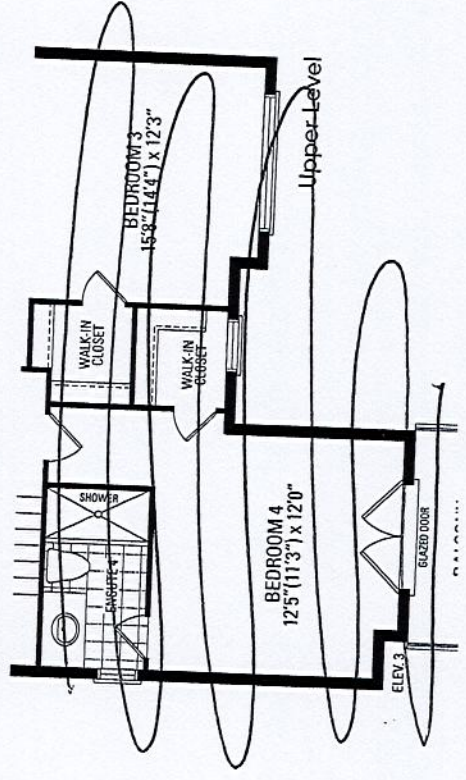 Upper Level
BEDROOM 3
15'8"(14'4") x 12'3"
WALK-IN
CLOSET
WALK-IN
CLOSET
SHOWER
ENSUITE 4
BEDROOM 4
12'5"(11'3") x 12'0"
GLAZED DOOR
ELEV. 3
BALCONY